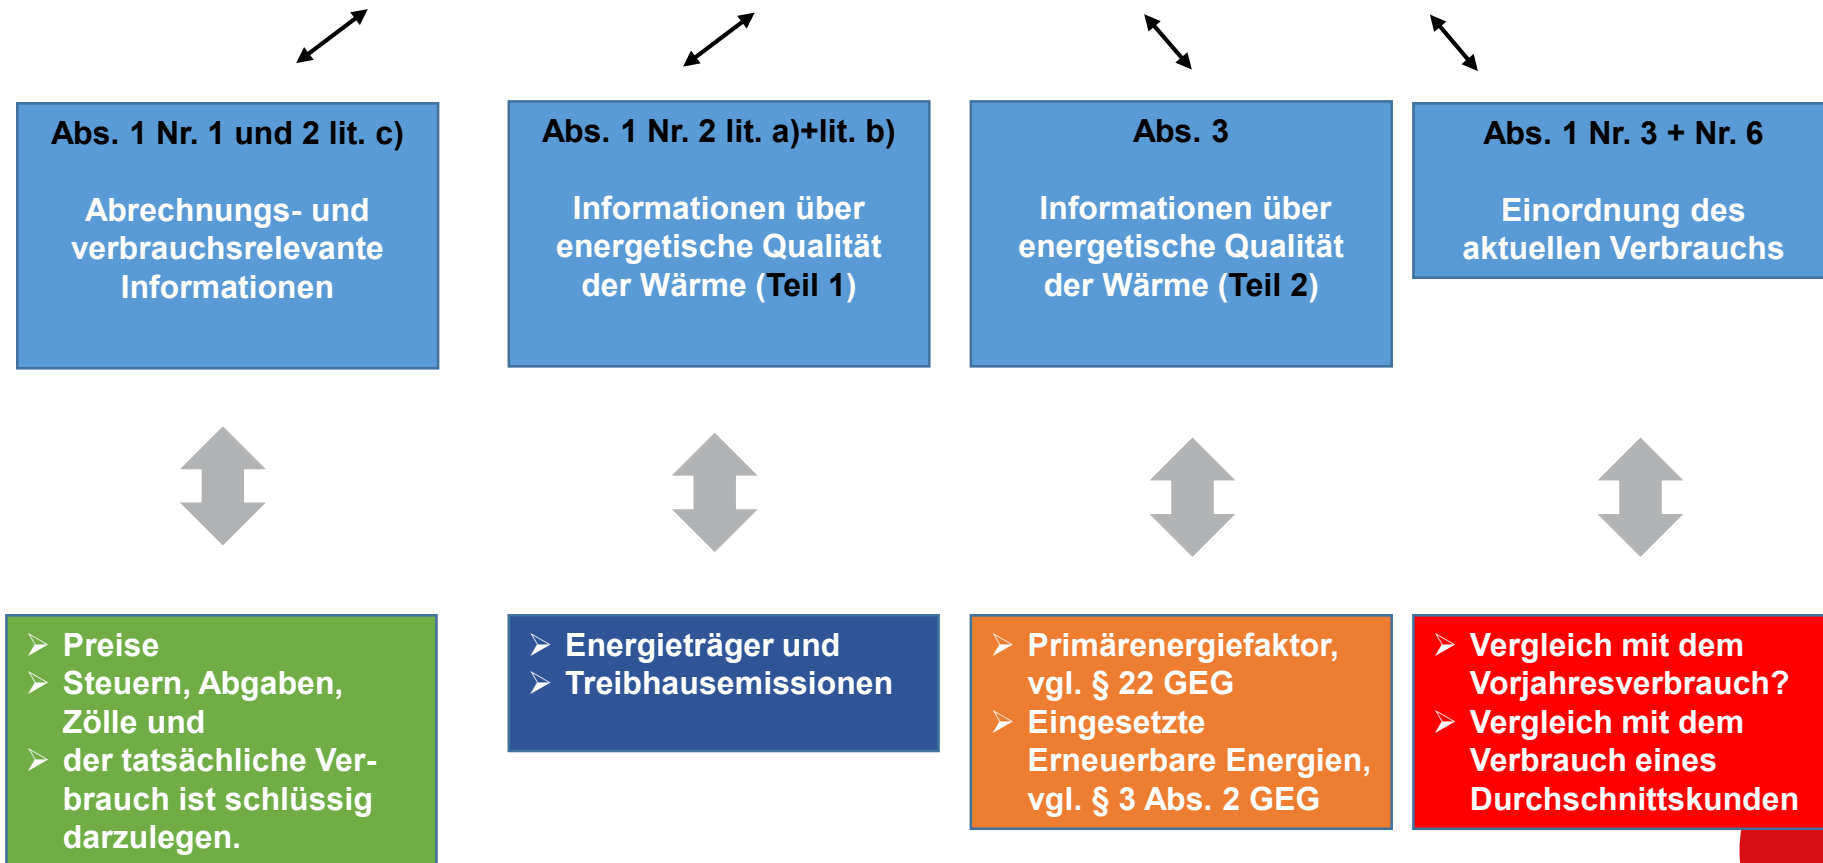 Abs. 1 Nr. 1 und 2 lit. c)
Abrechnungs- und
verbrauchsrelevante
Informationen
Abs. 1 Nr. 2 lit. a)+lit. b)
Informationen über
energetische Qualität
der Wärme (Teil 1)
Abs. 3
Informationen über
energetische Qualität
der Wärme (Teil 2)
Abs. 1 Nr. 3 + Nr. 6
Einordnung des
aktuellen Verbrauchs
➢ Preise
➢ Steuern, Abgaben,
Zölle und
➢ der tatsächliche Ver-
brauch ist schlüssig
darzulegen.
➢ Energieträger und
➢ Treibhausemissionen
➢ Primärenergiefaktor,
vgl. § 22 GEG
➢ Eingesetzte
Erneuerbare Energien,
vgl. § 3 Abs. 2 GEG
➢ Vergleich mit dem
Vorjahresverbrauch?
➢ Vergleich mit dem
Verbrauch eines
Durchschnittskunden